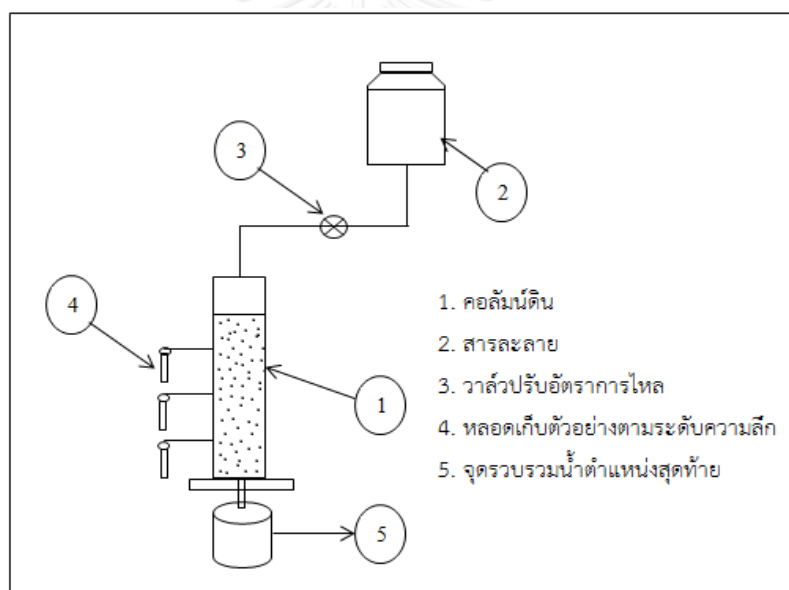 3
2
4
1
5
1. คอลัมน์ดิน
2. สารละลาย
3. วาล์วปรับอัตราการไหล
4. หลอดเก็บตัวอย่างตามระดับความลึก
5. จุดรวบรวมน้ำตำแหน่งสุดท้าย